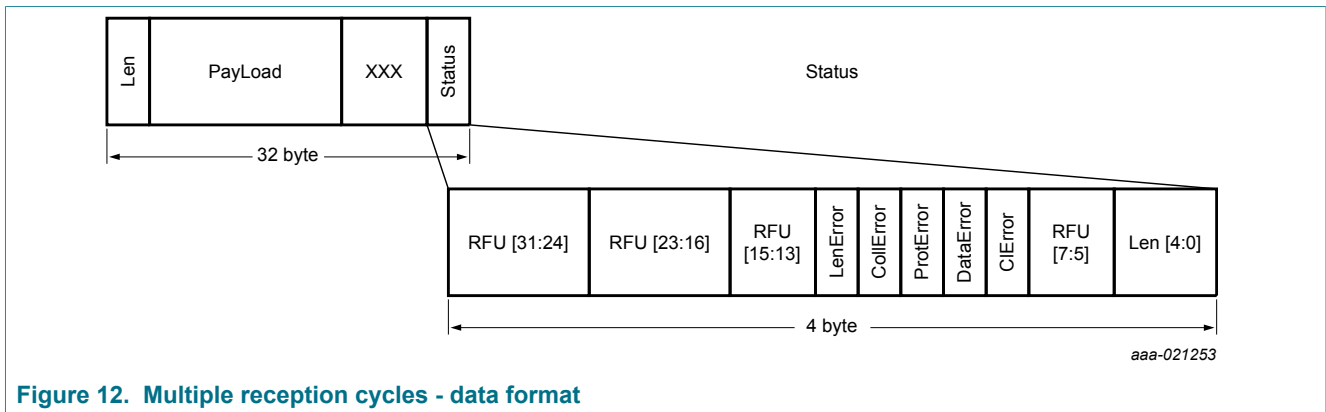 Len
PayLoad
XXX
Status
Status
32 byte
RFU [31:24]
RFU [23:16]
RFU
[15:13]
LenError
CollError
ProtError
DataError
ClError
RFU
[7:5]
Len [4:0]
4 byte
aaa-021253
Figure 12. Multiple reception cycles - data format